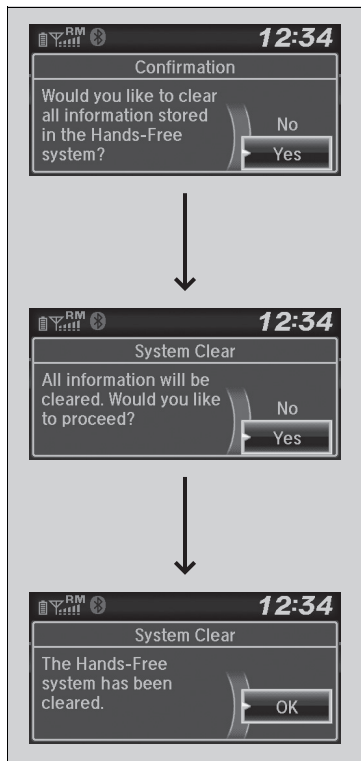 RM 12:34
Confirmation
Would you like to clear
all information stored
in the Hands-Free
system?
No
Yes
RM 12:34
System Clear
All information will be
cleared. Would you like
to proceed?
No
Yes
RM 12:34
System Clear
The Hands-Free
system has been
cleared.
OK